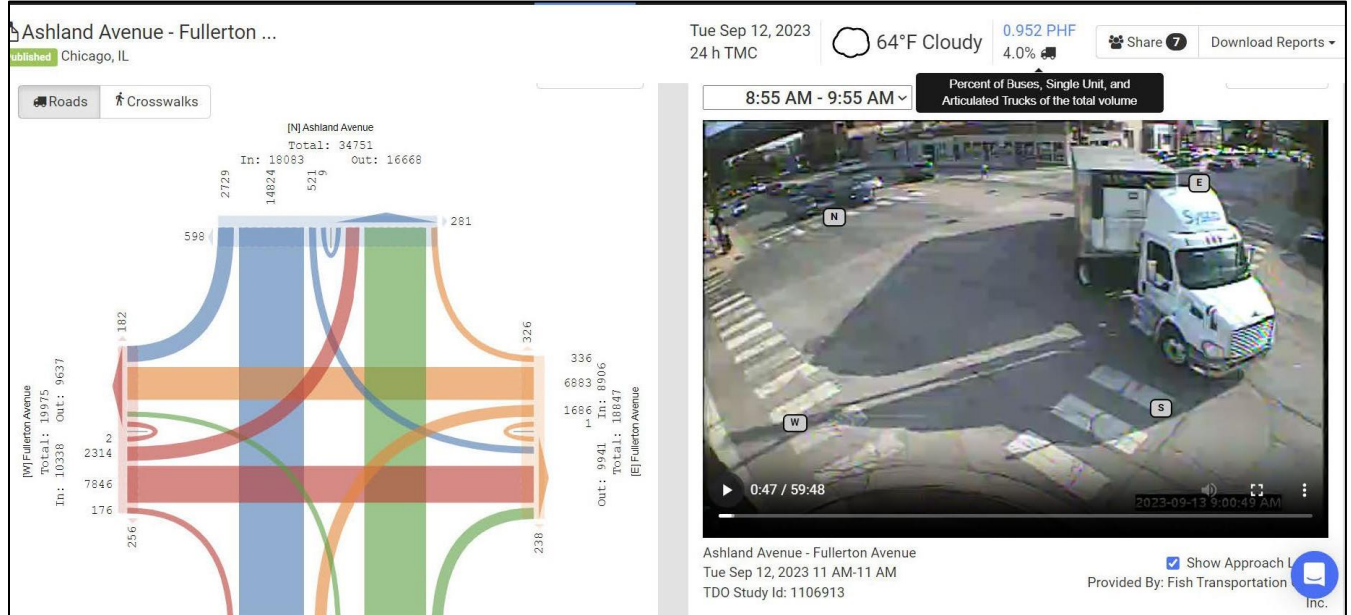 Ashland Avenue - Fullerton ...
Published Chicago, IL
Tue Sep 12, 2023
24 h TMC
64°F Cloudy
0.952 PHF
4.0%
Share 7
Download Reports
Percent of Buses, Single Unit, and
Articulated Trucks of the total volume
Roads
Crosswalks
[N] Ashland Avenue
Total: 34751
In: 18083 Out: 16668
2729
14824
521
9
281
598
182
326
[W] Fullerton Avenue
Total: 19975
In: 10338 Out: 9637
2
2314
7846
176
256
336
6883
1686
1
In: 8906
Out: 9941
Total: 18847
[E] Fullerton Avenue
238
8:55 AM - 9:55 AM
N
E
System
W
S
0:47 / 59:48
2023-09-13 9:00:49 AM
Ashland Avenue - Fullerton Avenue
Tue Sep 12, 2023 11 AM-11 AM
TDO Study Id: 1106913
Show Approach
Provided By: Fish Transportation
Inc.